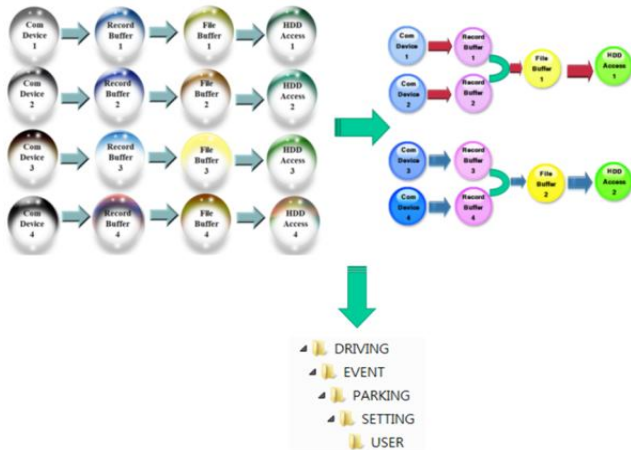 Com
Device
1
Record
Buffer
1
File
Buffer
1
HDD
Access
1
Com
Device
2
Record
Buffer
2
File
Buffer
2
HDD
Access
2
Com
Device
3
Record
Buffer
3
File
Buffer
3
HDD
Access
3
Com
Device
4
Record
Buffer
4
File
Buffer
4
HDD
Access
4
Com
Device
1
Record
Buffer
1
File
Buffer
1
HDD
Access
1
Com
Device
2
Record
Buffer
2
Com
Device
3
Record
Buffer
3
File
Buffer
2
HDD
Access
2
Com
Device
4
Record
Buffer
4
DRIVING
EVENT
PARKING
SETTING
USER